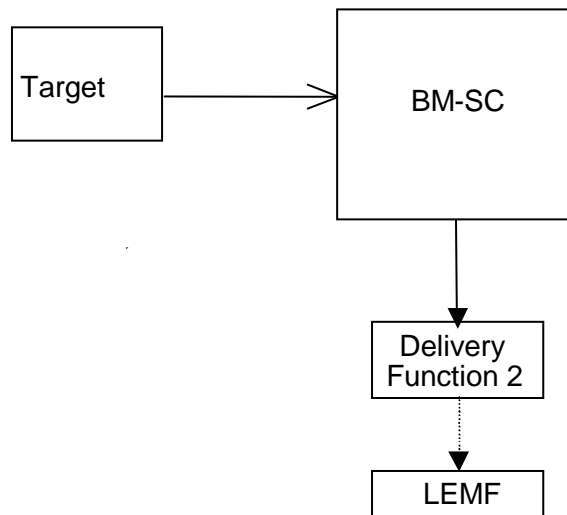 Target
BM-SC
Delivery
Function 2
LEMF